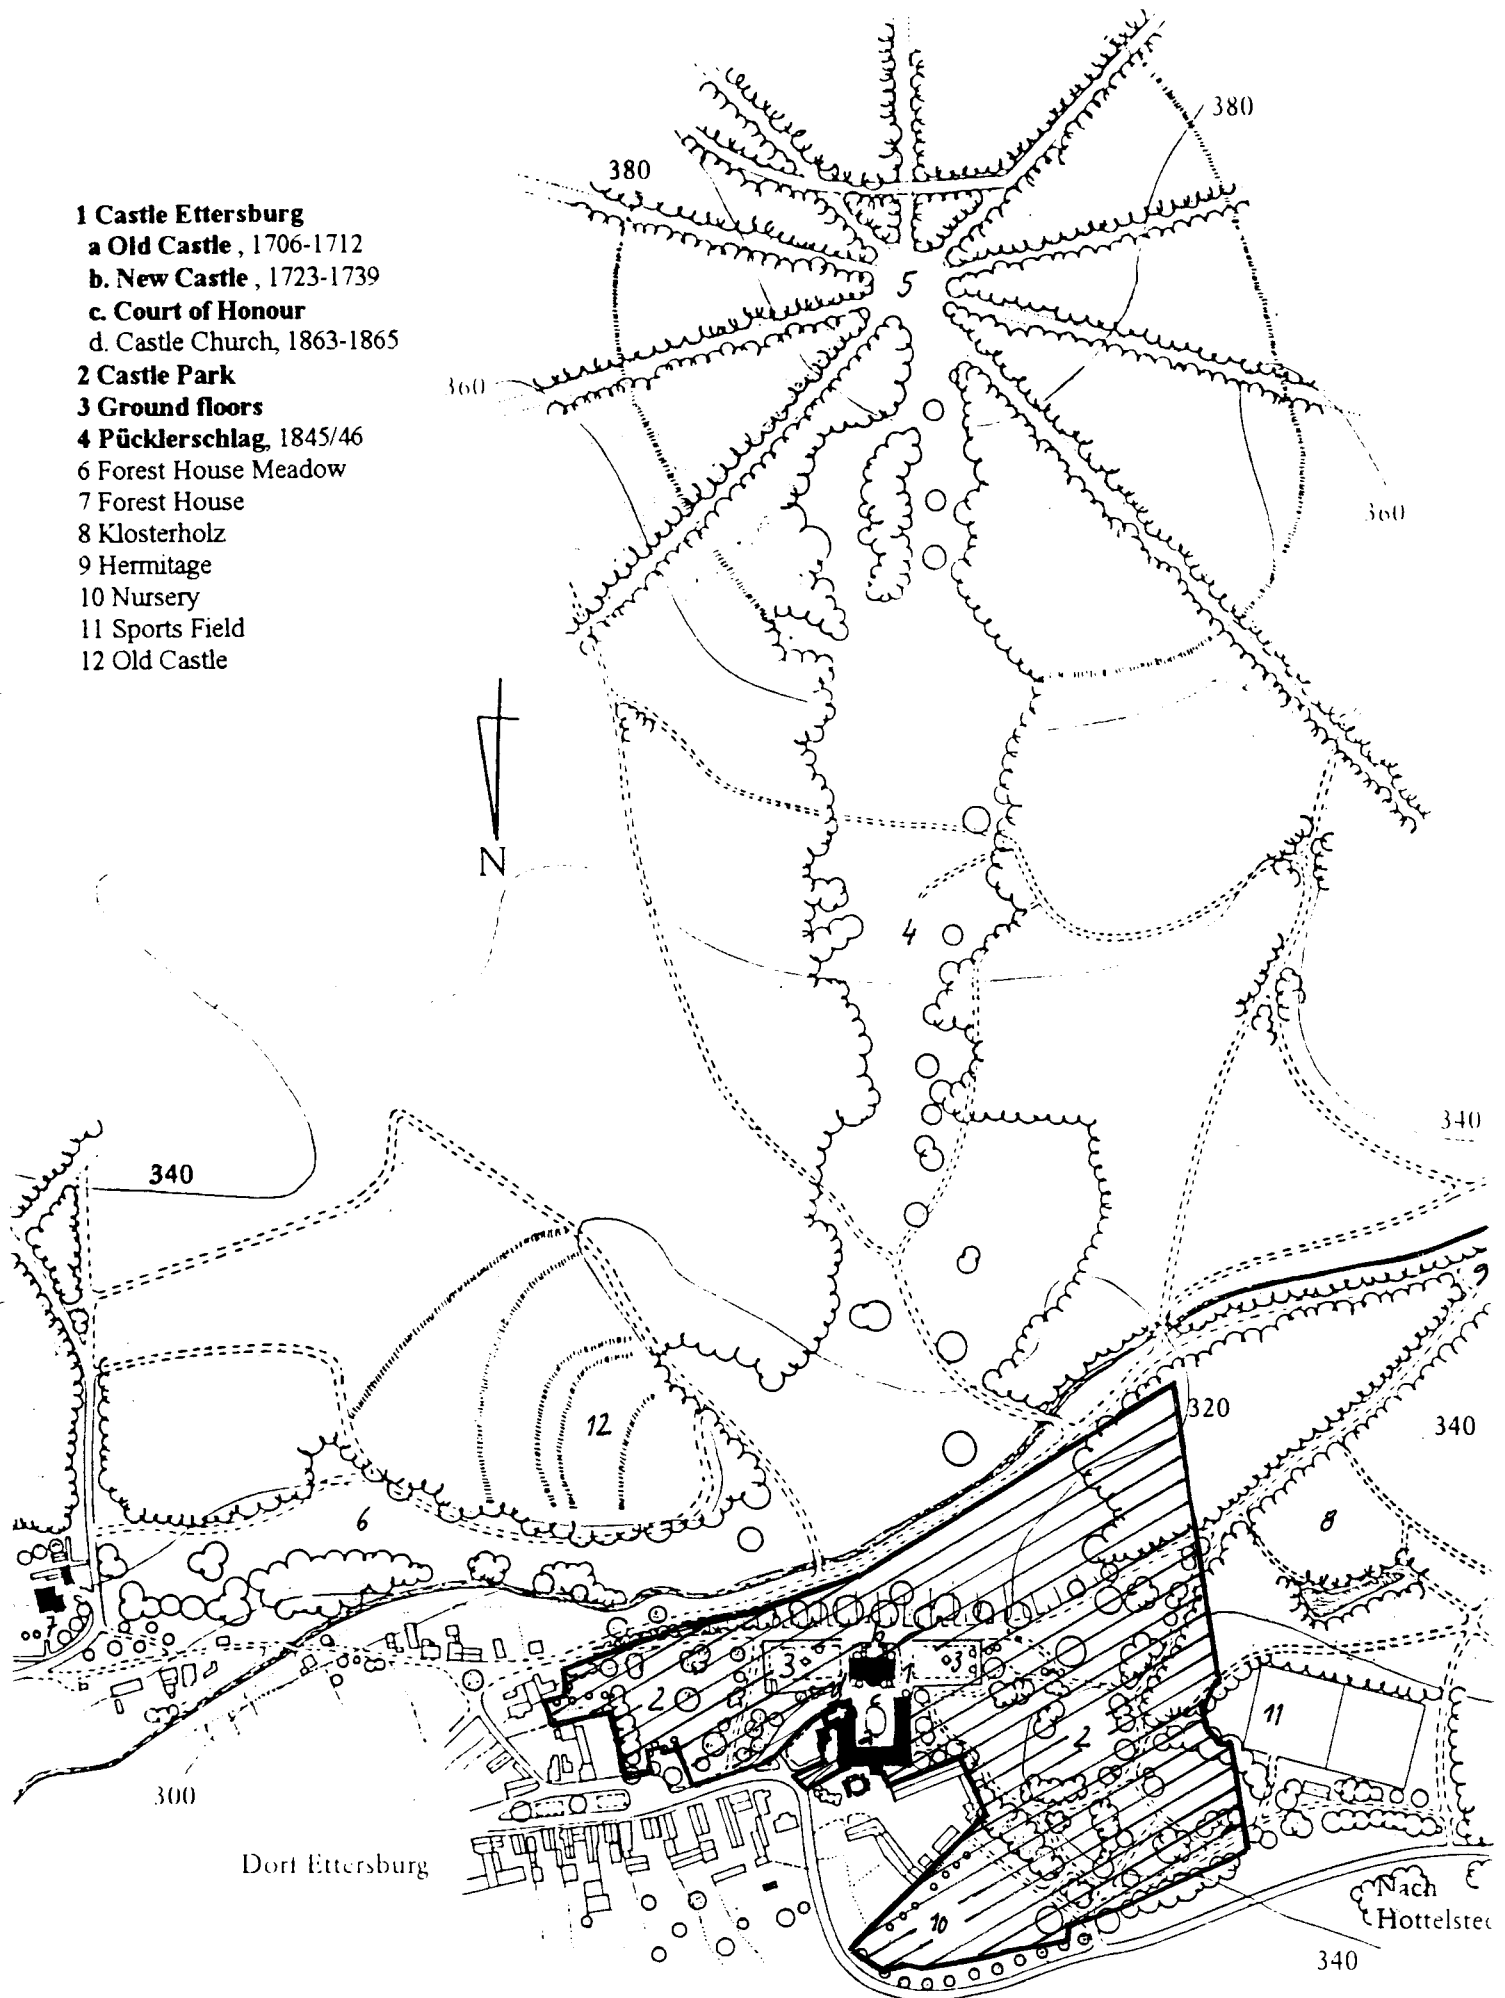 1 Castle Ettersburg
a Old Castle , 1706-1712
b. New Castle , 1723-1739
c. Court of Honour
d. Castle Church, 1863-1865
2 Castle Park
3 Ground floors
4 Pücklerschlag, 1845/46
6 Forest House Meadow
7 Forest House
8 Klosterholz
9 Hermitage
10 Nursery
11 Sports Field
12 Old Castle
380
380
5
360
360
N
4
340
340
9
320
340
12
8
6
7
3
1
3
2
2
11
300
Dorf Ettersburg
10
Nach
Hottelsted
340